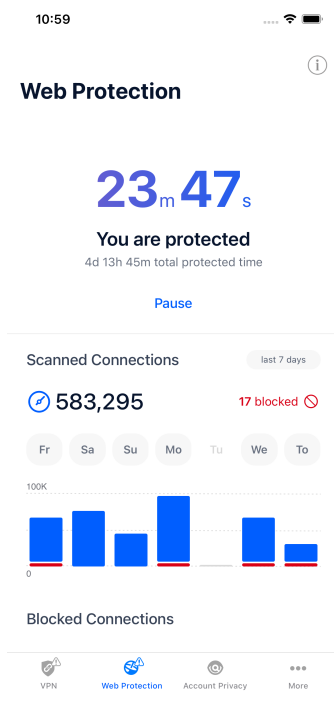 10:59
Web Protection
23m 47s
You are protected
4d 13h 45m total protected time
Pause
Scanned Connections
last 7 days
583,295
17 blocked
Fr Sa Su Mo Tu We To
100K
0
Blocked Connections
VPN Web Protection Account Privacy More